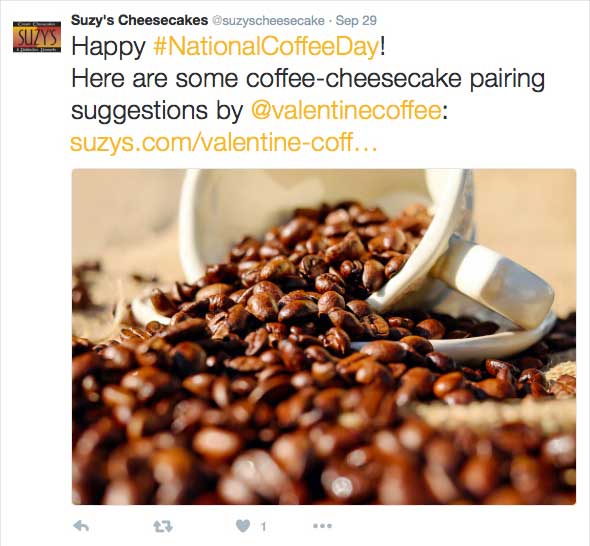 Suzy's Cheesecakes @suzyscheesecake · Sep 29
SUZY'S
Happy #NationalCoffeeDay!
Here are some coffee-cheesecake pairing
suggestions by @valentinecoffee:
suzys.com/valentine-coff…
1